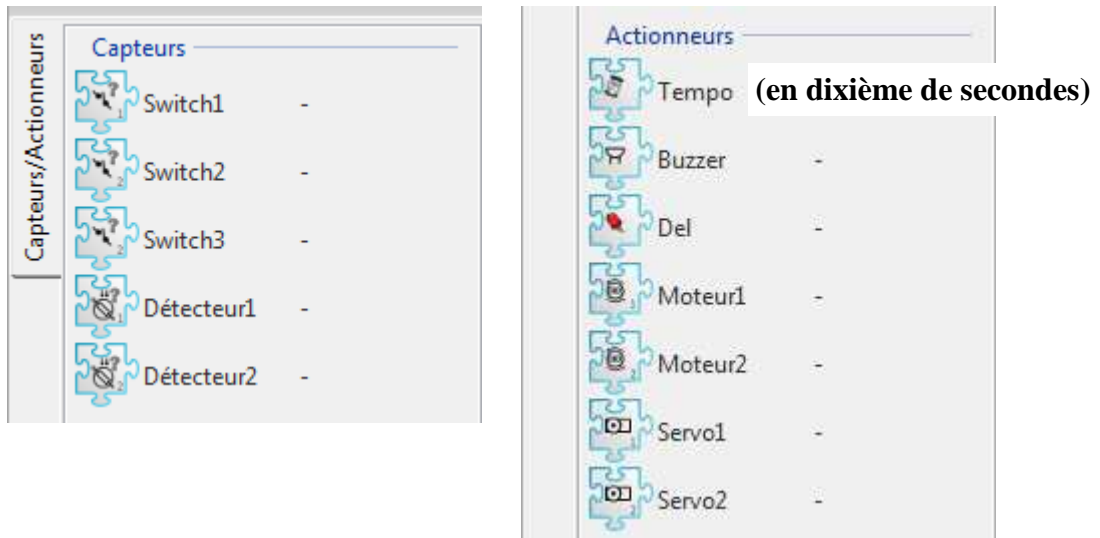 Capteurs/Actionneurs
Capteurs
Switch1 -
Switch2 -
Switch3 -
Détecteur1 -
Détecteur2 -
Actionneurs
Tempo (en dixième de secondes)
Buzzer -
Del -
Moteur1 -
Moteur2 -
Servo1 -
Servo2 -